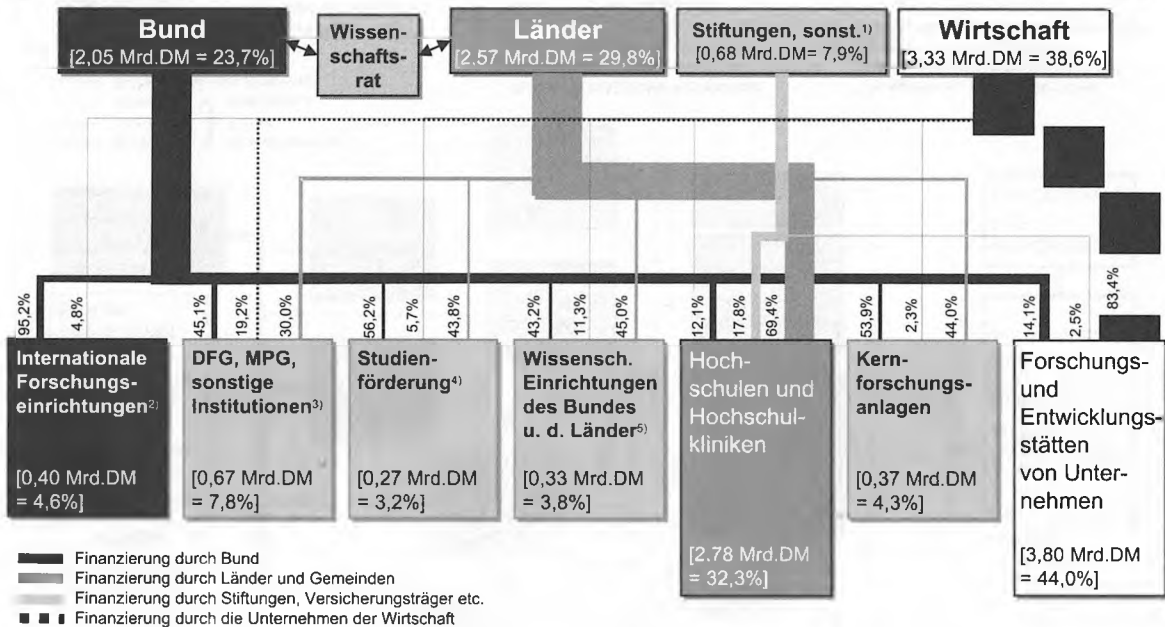 Bund
[2,05 Mrd.DM = 23,7%]
Wissen-
schafts-
rat
Länder
[2.57 Mrd.DM = 29,8%]
Stiftungen, sonst.1)
[0,68 Mrd.DM= 7,9%]
Wirtschaft
[3,33 Mrd.DM = 38,6%]
95,2%
4,8%
45,1%
19,2%
30,0%
56,2%
5,7%
43,8%
43,2%
11,3%
45,0%
12,1%
17,8%
69,4%
53,9%
2,3%
44,0%
14,1%
2,5%
83,4%
Internationale
Forschungs-
einrichtungen2)
[0,40 Mrd.DM
= 4,6%]
DFG, MPG,
sonstige
Institutionen3)
[0,67 Mrd.DM
= 7,8%]
Studien-
förderung4)
[0,27 Mrd.DM
= 3,2%]
Wissensch.
Einrichtungen
des Bundes
u. d. Länder5)
[0,33 Mrd.DM
= 3,8%]
Hoch-
schulen und
Hochschul-
kliniken
[2.78 Mrd.DM
= 32,3%]
Kern-
forschungs-
anlagen
[0,37 Mrd.DM
= 4,3%]
Forschungs-
und
Entwicklungs-
stätten
von Unter-
nehmen
[3,80 Mrd.DM
= 44,0%]
Finanzierung durch Bund
Finanzierung durch Länder und Gemeinden
Finanzierung durch Stiftungen, Versicherungsträger etc.
Finanzierung durch die Unternehmen der Wirtschaft